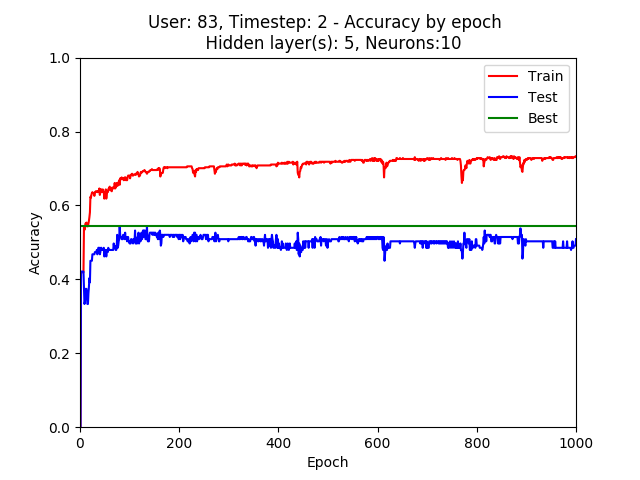 User: 83, Timestep: 2 - Accuracy by epoch
Hidden layer(s): 5, Neurons:10
1.0
0.8
0.6
0.4
0.2
0.0
Accuracy
Train
Test
Best
0 200 400 600 800 1000
Epoch